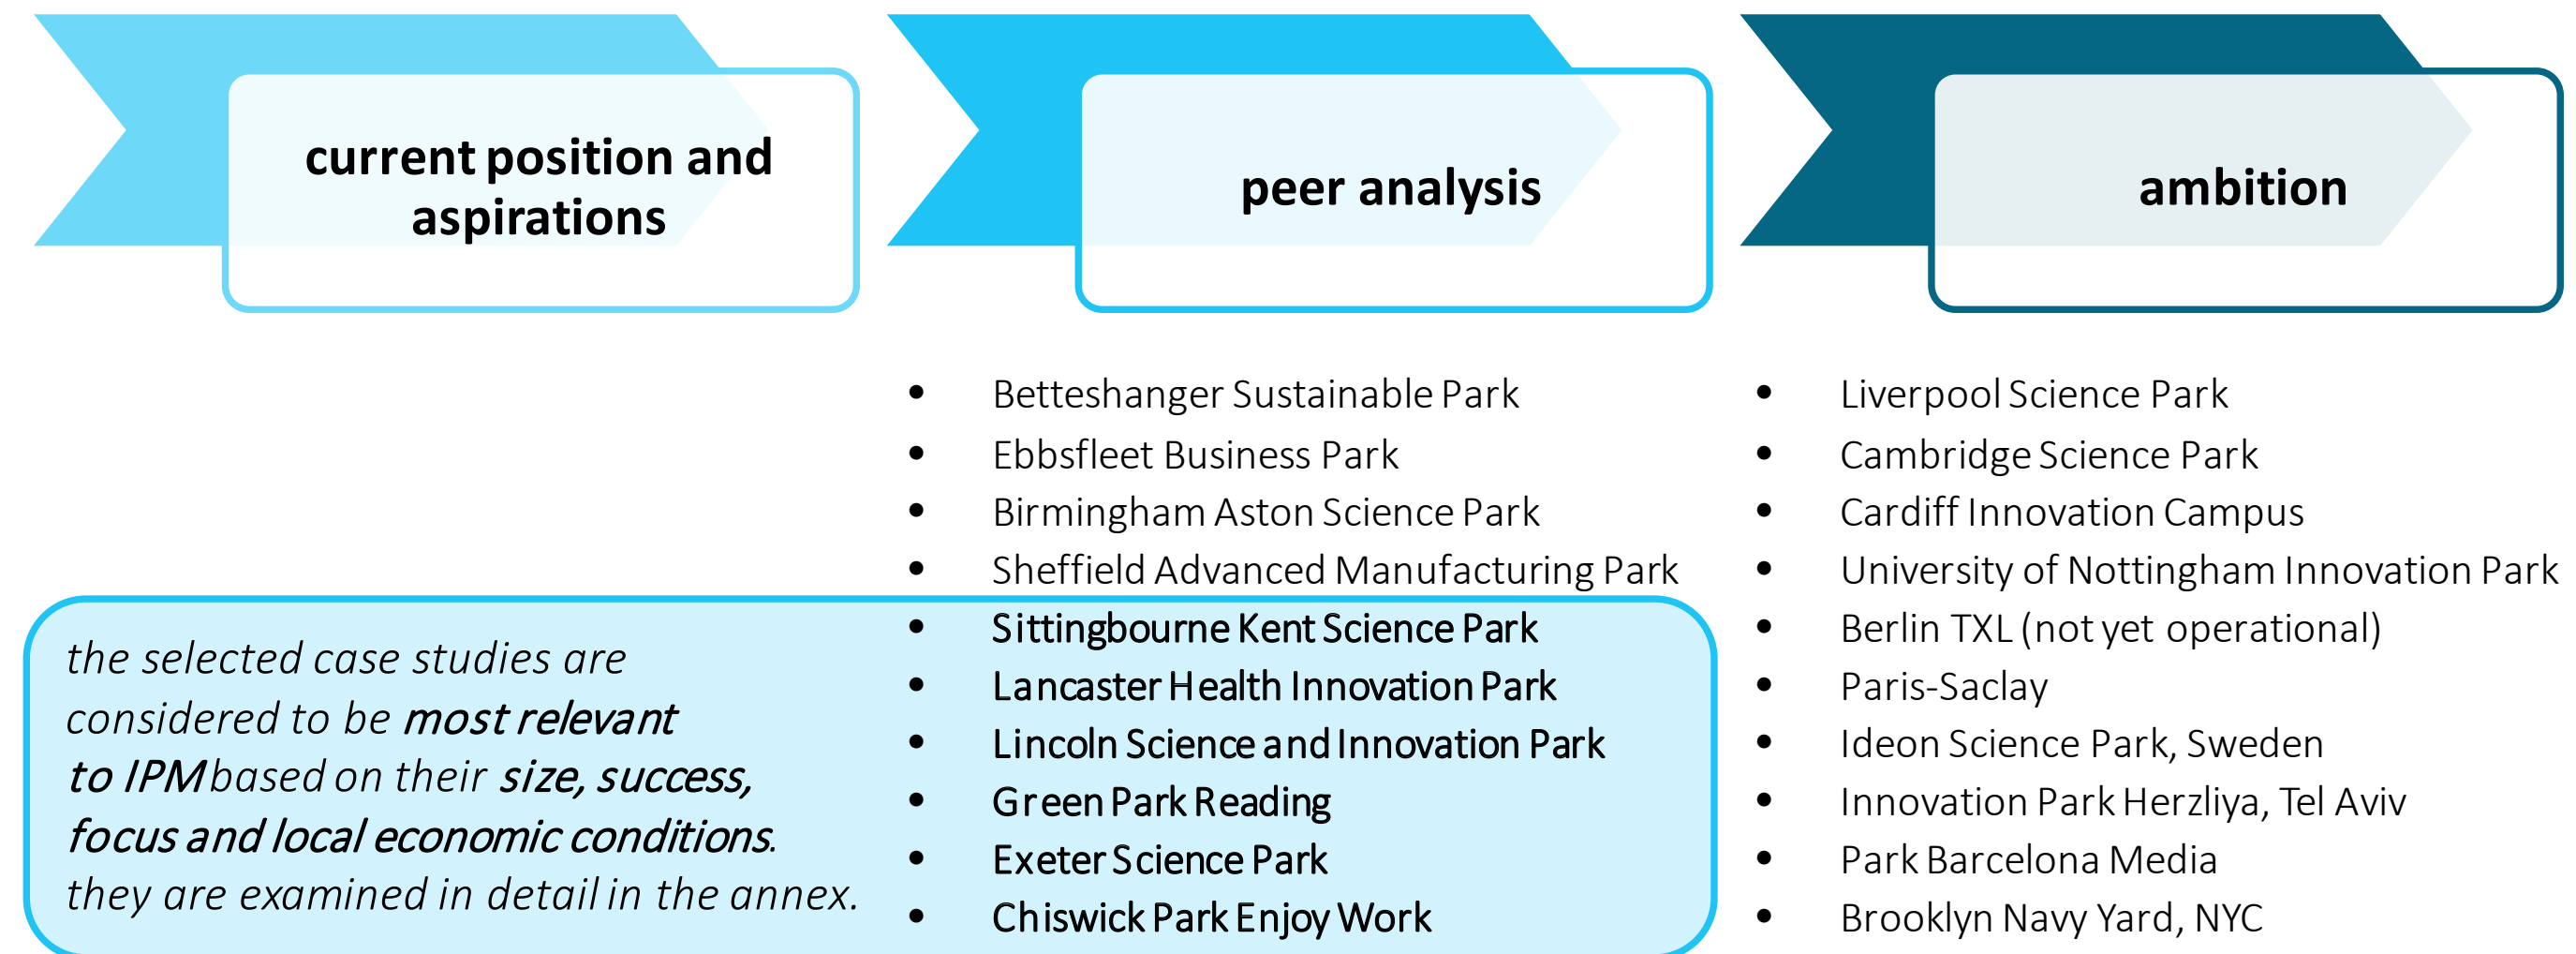 current position and
aspirations
peer analysis
ambition
• Betteshanger Sustainable Park
• Ebbsfleet Business Park
• Birmingham Aston Science Park
• Sheffield Advanced Manufacturing Park
• Sittingbourne Kent Science Park
• Lancaster Health Innovation Park
• Lincoln Science and Innovation Park
• Green Park Reading
• Exeter Science Park
• Chiswick Park Enjoy Work
• Liverpool Science Park
• Cambridge Science Park
• Cardiff Innovation Campus
• University of Nottingham Innovation Park
• Berlin TXL (not yet operational)
• Paris-Saclay
• Ideon Science Park, Sweden
• Innovation Park Herzliya, Tel Aviv
• Park Barcelona Media
• Brooklyn Navy Yard, NYC
the selected case studies are
considered to be most relevant
to IPM based on their size, success,
focus and local economic conditions.
they are examined in detail in the annex.